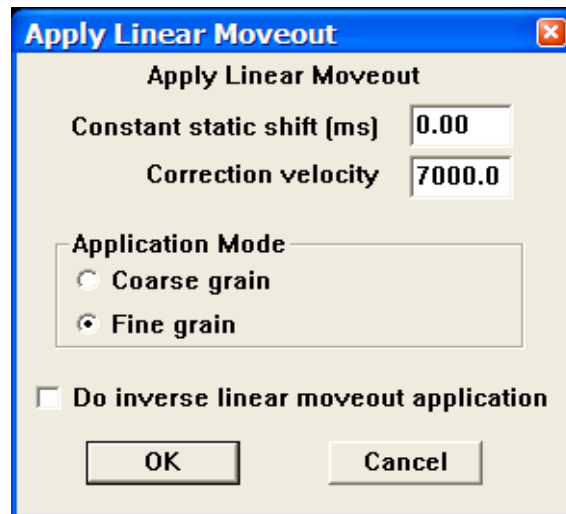 Apply Linear Moveout
Apply Linear Moveout
Constant static shift (ms) 0.00
Correction velocity 7000.0
Application Mode
Coarse grain
Fine grain
Do inverse linear moveout application
OK Cancel